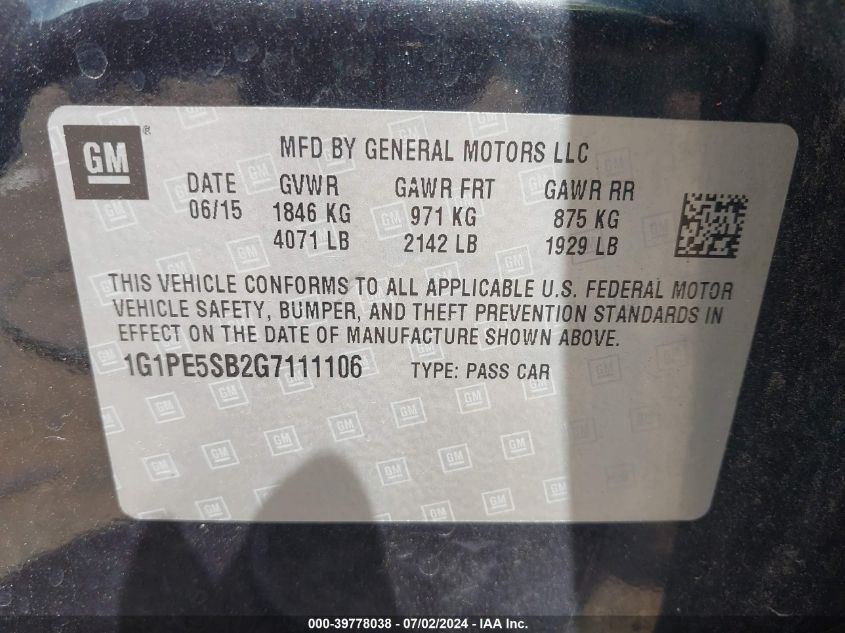 GM®
MFD BY GENERAL MOTORS LLC
DATE GVWR GAWR FRT GAWR RR
06/15 1846 KG 971 KG 875 KG
4071 LB 2142 LB 1929 LB
THIS VEHICLE CONFORMS TO ALL APPLICABLE U.S. FEDERAL MOTOR
VEHICLE SAFETY, BUMPER, AND THEFT PREVENTION STANDARDS IN
EFFECT ON THE DATE OF MANUFACTURE SHOWN ABOVE.
1G1PE5SB2G7111106 TYPE: PASS CAR
000-39778038 - 07/02/2024 - IAAI.com